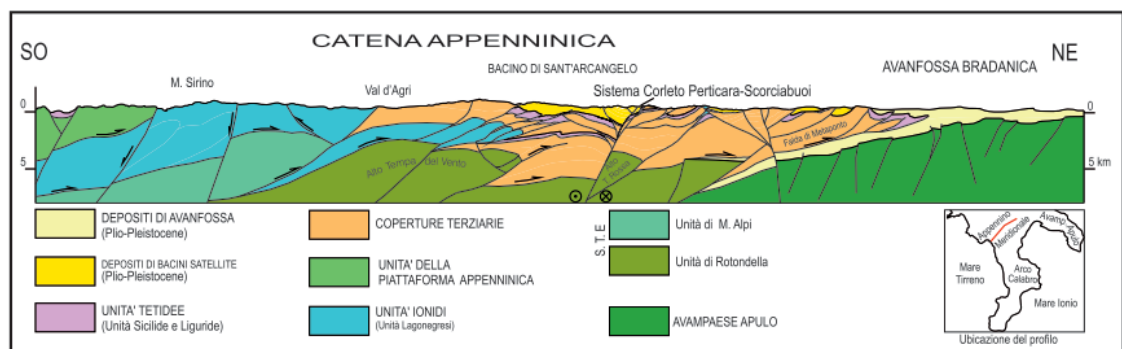 SO
CATENA APPENNINICA
NE
M. Sirino
Val d'Agri
BACINO DI SANT'ARCANGELO
Sistema Corleto Perticara-Scorciabuoi
AVANFOSSA BRADANICA
0
5
0
5 km
Alto Tempa del Vento
Alto
Falda di Metaponto
S. T. E
DEPOSITI DI AVANFOSSA
(Plio-Pleistocene)
DEPOSITI DI BACINI SATELLITE
(Plio-Pleistocene)
UNITA' TETIDEE
(Unità Sicilide e Liguride)
COPERTURE TERZIARIE
UNITA' DELLA
PIATTAFORMA APPENNINICA
UNITA' IONIDI
(Unità Lagonegresi)
Unità di M. Alpi
Unità di Rotondella
AVAMPAESE APULO
Appennino
Meridionale
Avamp. Apulo
Mare
Tirreno
Arco
Calabro
Mare Ionio
Ubicazione del profilo